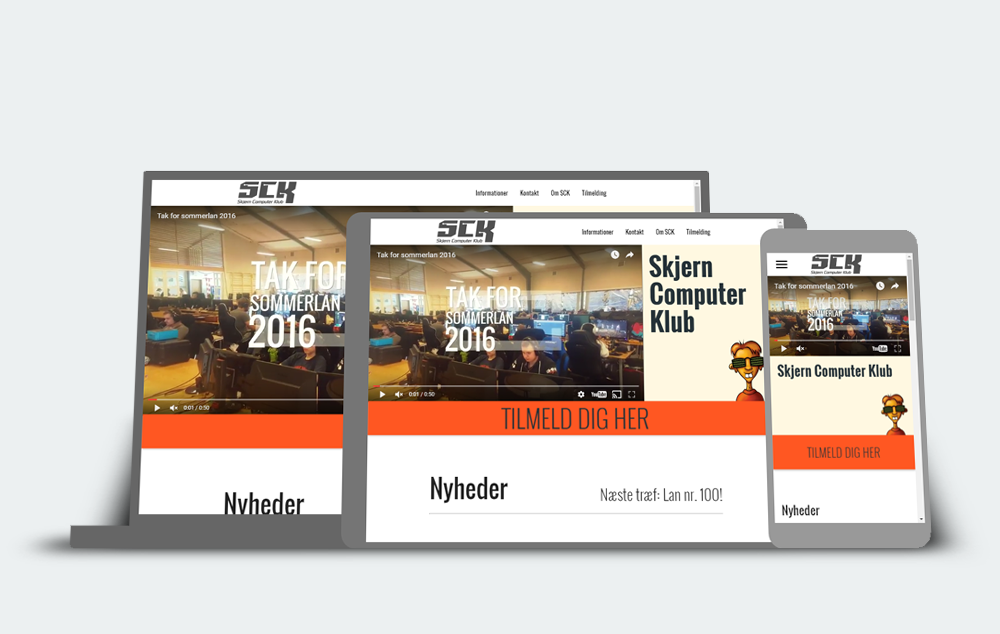 SCK
Skjern Computer Klub
Informationer Kontakt Om SCK Tilmelding
Tak for sommerlan 2016
TAK FOR
SOMMERLAN
2016
0:01 / 0:50
Nyheder
SCK
Skjern Computer Klub
Informationer Kontakt Om SCK Tilmelding
Tak for sommerlan 2016
TAK FOR
SOMMERLAN
2016
0:01 / 0:50
YouTube
Skjern
Computer
Klub
TILMELD DIG HER
Nyheder
Næste træf: Lan nr. 100!
SCK
Skjern Computer Klub
Tak for sommerlan 2016
TAK FOR
SOMMERLAN
2016
YouTube
Skjern Computer Klub
TILMELD DIG HER
Nyheder